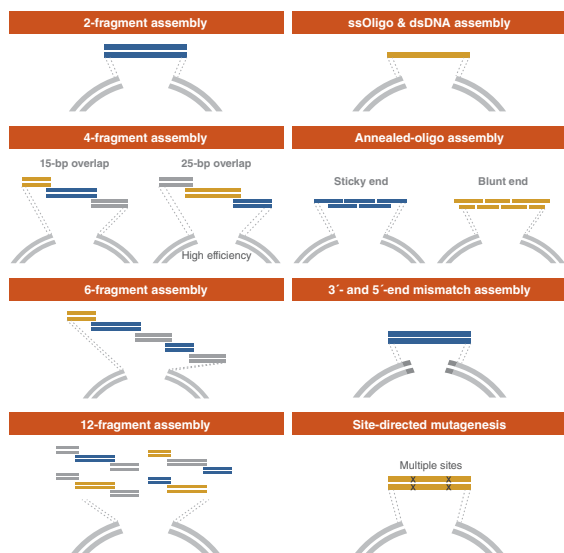 2-fragment assembly
ssOligo & dsDNA assembly
4-fragment assembly
15-bp overlap
25-bp overlap
High efficiency
Annealed-oligo assembly
Sticky end
Blunt end
6-fragment assembly
3´- and 5´-end mismatch assembly
12-fragment assembly
Site-directed mutagenesis
Multiple sites
X X
X X